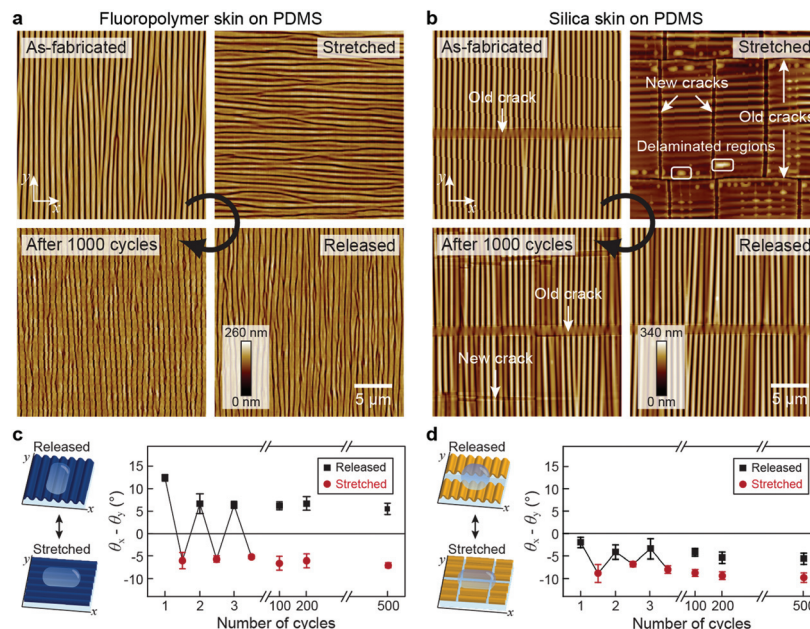 a Fluoropolymer skin on PDMS
As-fabricated
Stretched
y
x
After 1000 cycles
Released
260 nm
0 nm
5 μm
b Silica skin on PDMS
As-fabricated
Stretched
Old crack
New cracks
Old cracks
Delaminated regions
y
x
After 1000 cycles
Released
Old crack
New crack
340 nm
0 nm
5 μm
c
Released
y
x
Stretched
y
x
θx - θy (°)
15
10
5
0
-5
-10
Released
Stretched
1 2 3 100 200 500
Number of cycles
d
Released
y
x
Stretched
y
x
θx - θy (°)
15
10
5
0
-5
-10
Released
Stretched
1 2 3 100 200 500
Number of cycles